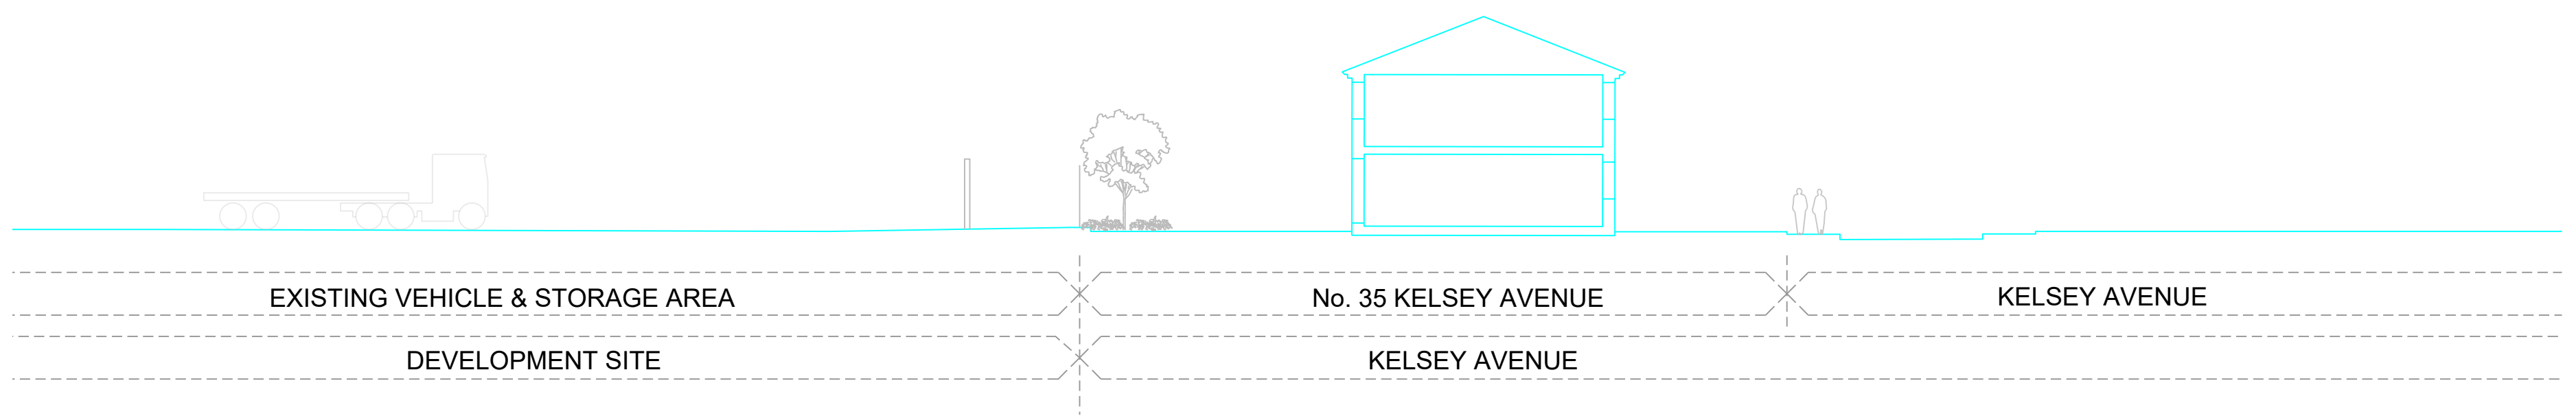 EXISTING VEHICLE & STORAGE AREA
No. 35 KELSEY AVENUE
KELSEY AVENUE
DEVELOPMENT SITE
KELSEY AVENUE